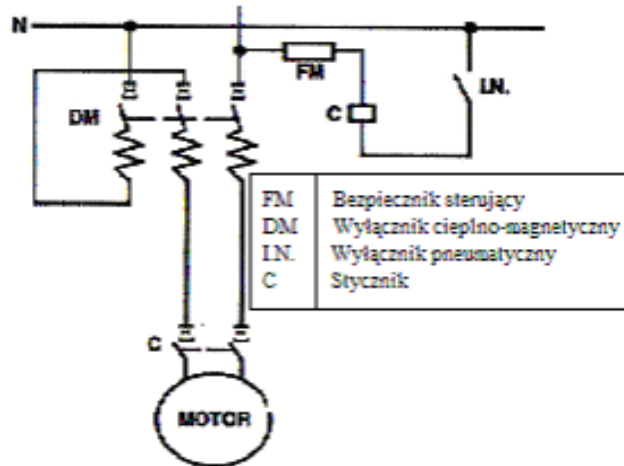 N
FM
I.N.
C
DM
FM Bezpiecznik sterujący
DM Wyłącznik cieplno-magnetyczny
I.N. Wyłącznik pneumatyczny
C Stycznik
C
MOTOR